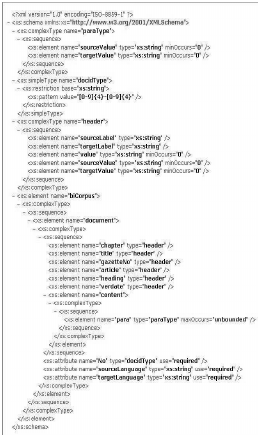 <?xml version="1.0" encoding="ISO-8859-1" ?>
- <xs:schema xmlns:xs="http://www.w3.org/2001/XMLSchema">
- <xs:complexType name="paraType">
- <xs:sequence>
<xs:element name="sourceValue" type="xs:string" minOccurs="0" />
<xs:element name="targetValue" type="xs:string" minOccurs="0" />
</xs:sequence>
</xs:complexType>
- <xs:simpleType name="docidType">
- <xs:restriction base="xs:string">
<xs:pattern value="[0-9]{4}-[0-9]{4}" />
</xs:restriction>
</xs:simpleType>
- <xs:complexType name="header">
- <xs:sequence>
<xs:element name="sourceLabel" type="xs:string" />
<xs:element name="targetLabel" type="xs:string" />
<xs:element name="value" type="xs:string" minOccurs="0" />
<xs:element name="sourceValue" type="xs:string" minOccurs="0" />
<xs:element name="targetValue" type="xs:string" minOccurs="0" />
</xs:sequence>
</xs:complexType>
- <xs:element name="biCorpus">
- <xs:complexType>
- <xs:sequence>
- <xs:element name="document">
- <xs:complexType>
- <xs:sequence>
<xs:element name="chapter" type="header" />
<xs:element name="title" type="header" />
<xs:element name="gazetteNo" type="header" />
<xs:element name="article" type="header" />
<xs:element name="heading" type="header" />
<xs:element name="verdate" type="header" />
- <xs:element name="content">
- <xs:complexType>
- <xs:sequence>
<xs:element name="para" type="paraType" maxOccurs="unbounded" />
</xs:sequence>
</xs:complexType>
</xs:element>
</xs:sequence>
<xs:attribute name="No" type="docidType" use="required" />
<xs:attribute name="sourceLanguage" type="xs:string" use="required" />
<xs:attribute name="targetLanguage" type="xs:string" use="required" />
</xs:complexType>
</xs:element>
</xs:sequence>
</xs:complexType>
</xs:element>
</xs:schema>